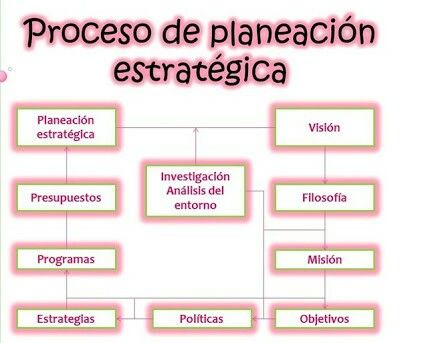 Proceso de planeación
estratégica
Planeación
estratégica
Visión
Investigación
Análisis del
entorno
Presupuestos
Filosofía
Programas
Misión
Estrategias
Políticas
Objetivos